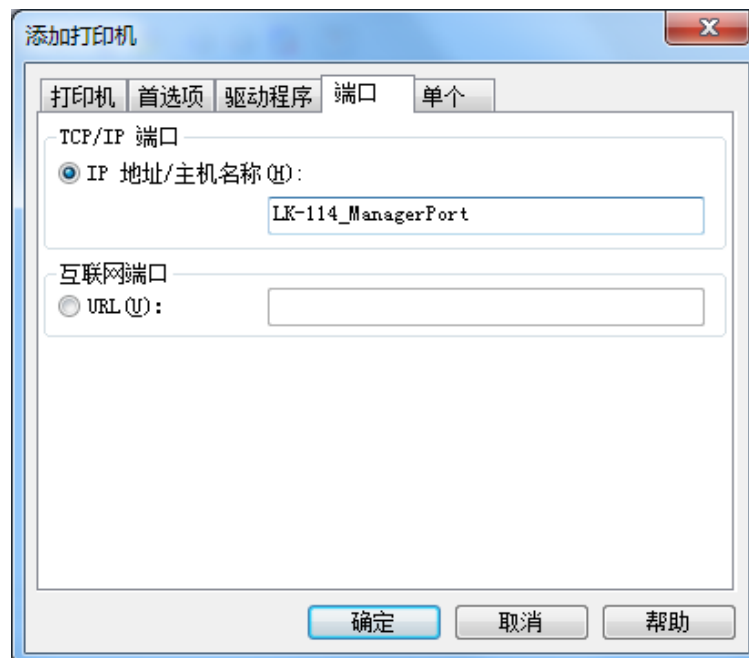 添加打印机
打印机 首选项 驱动程序 端口 单个
TCP/IP 端口
IP 地址/主机名称(H):
LK-114_ManagerPort
互联网端口
URL(U):
确定 取消 帮助